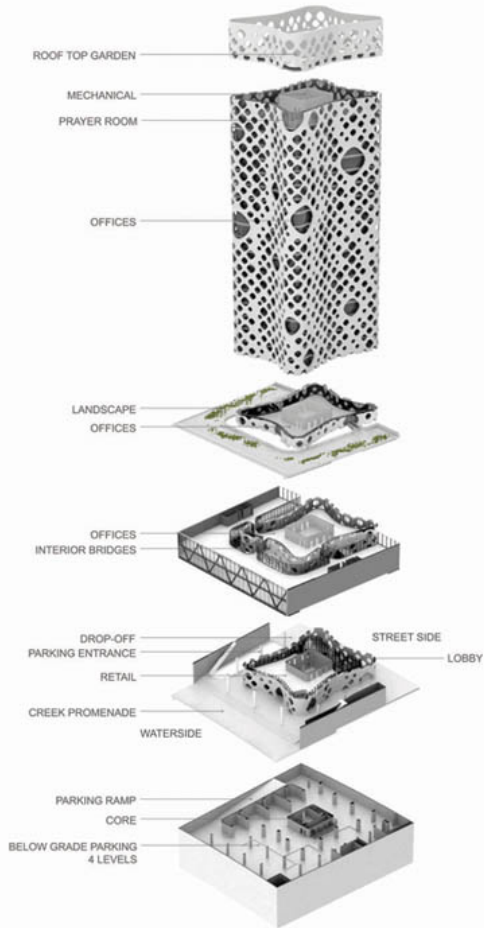 ROOF TOP GARDEN
MECHANICAL
PRAYER ROOM
OFFICES
LANDSCAPE
OFFICES
OFFICES
INTERIOR BRIDGES
DROP-OFF
STREET SIDE
PARKING ENTRANCE
LOBBY
RETAIL
CREEK PROMENADE
WATERSIDE
PARKING RAMP
CORE
BELOW GRADE PARKING
4 LEVELS